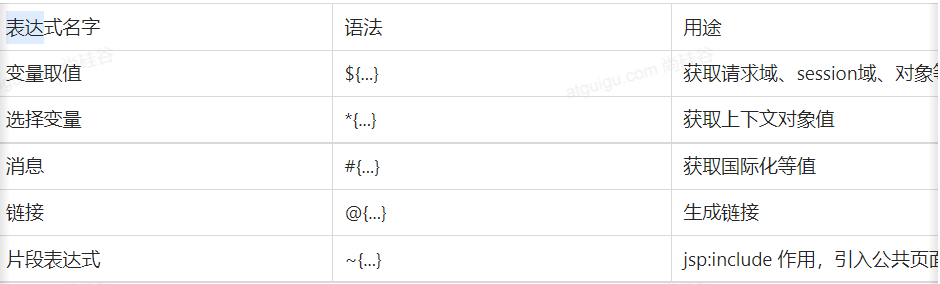 表达式名字 语法 用途
变量取值 ${...} 获取请求域、session域、对象
选择变量 *{...} 获取上下文对象值
消息 #{...} 获取国际化等值
链接 @{...} 生成链接
片段表达式 ~{...} jsp:include 作用，引入公共页面
atguigu.com 尚硅谷